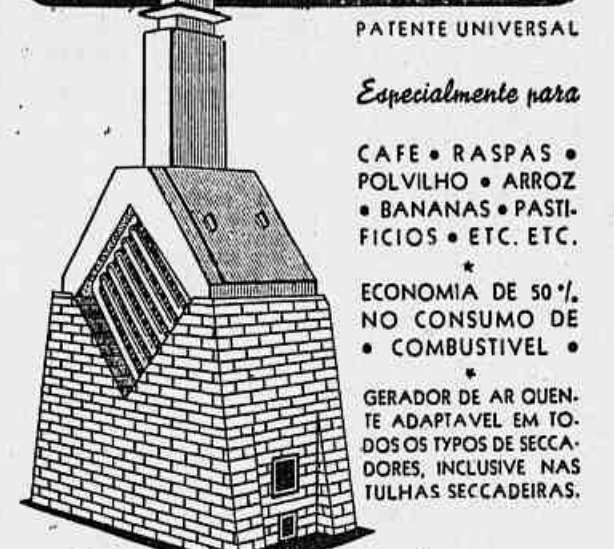 PATENTE UNIVERSAL
Especialmente para
CAFE • RASPAS •
POLVILHO • ARROZ
• BANANAS • PASTI-
FICIOS • ETC. ETC.
*
ECONOMIA DE 50 %
NO CONSUMO DE
• COMBUSTIVEL •
*
GERADOR DE AR QUEN-
TE ADAPTAVEL EM TO-
DOS OS TYPOS DE SECCA-
DORES, INCLUSIVE NAS
TULHAS SECCADEIRAS.